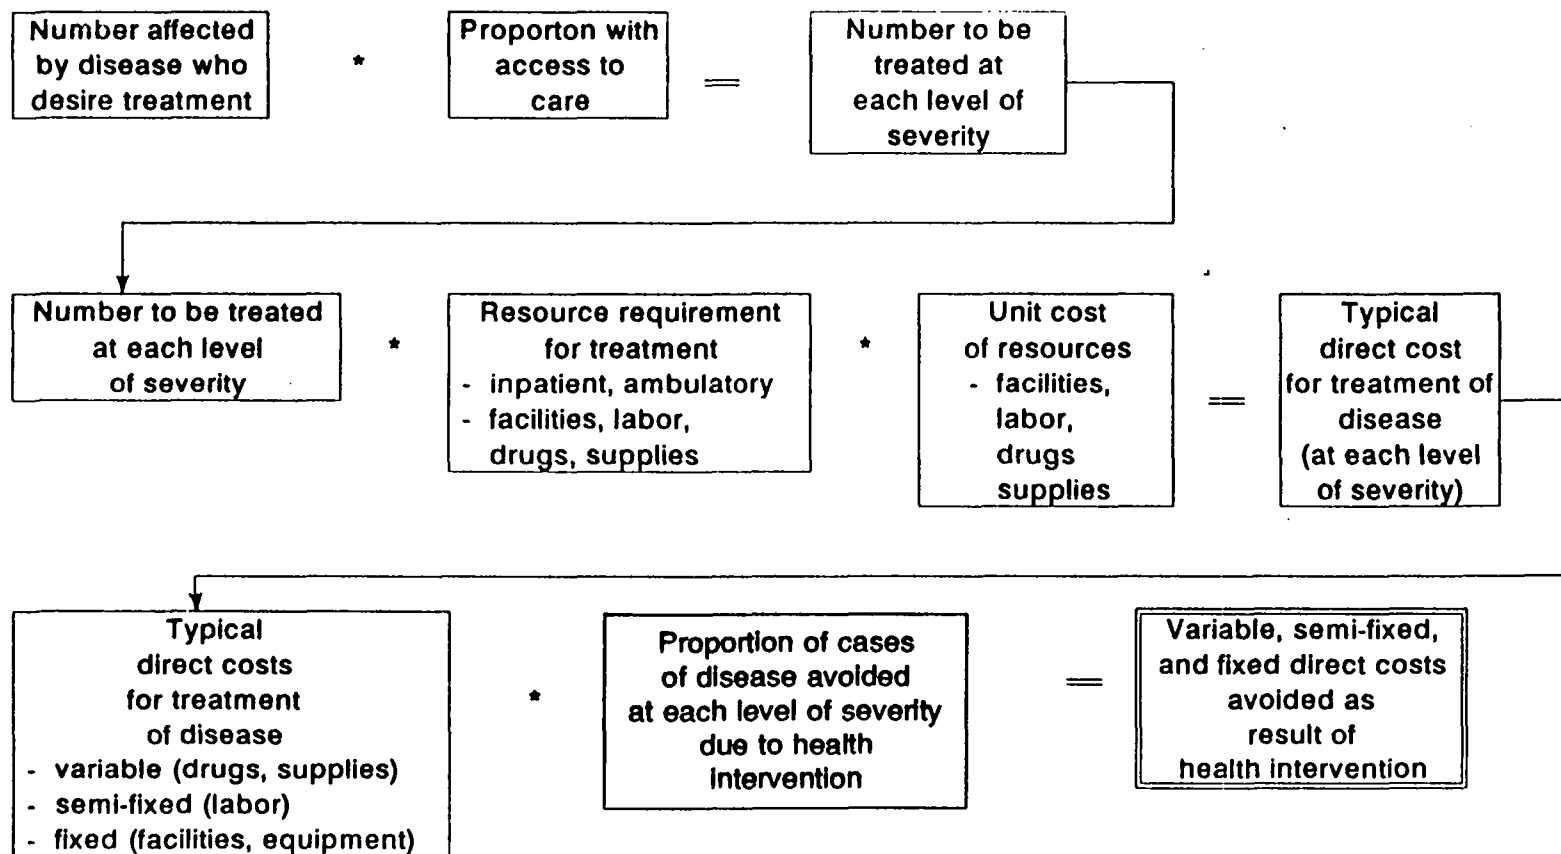 Number affected
by disease who
desire treatment
*
Proporton with
access to
care
=
Number to be
treated at
each level of
severity
Number to be treated
at each level
of severity
*
Resource requirement
for treatment
- inpatient, ambulatory
- facilities, labor,
drugs, supplies
*
Unit cost
of resources
- facilities,
labor,
drugs
supplies
=
Typical
direct cost
for treatment of
disease
(at each level
of severity)
Typical
direct costs
for treatment
of disease
- variable (drugs, supplies)
- semi-fixed (labor)
- fixed (facilities, equipment)
*
Proportion of cases
of disease avoided
at each level of severity
due to health
intervention
=
Variable, semi-fixed,
and fixed direct costs
avoided as
result of
health intervention